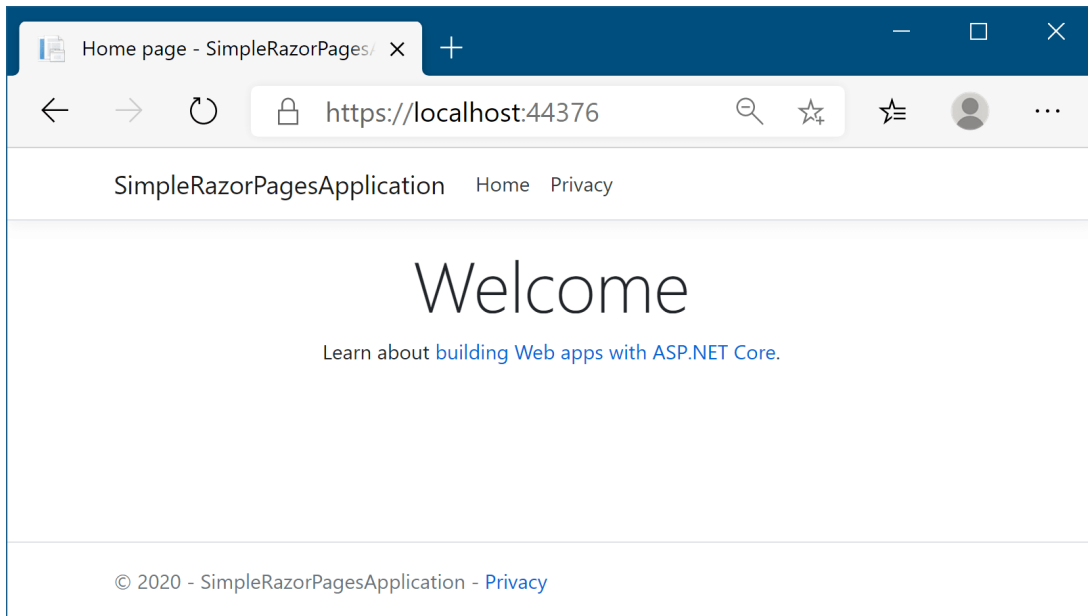 Home page - SimpleRazorPages
https://localhost:44376
SimpleRazorPagesApplication Home Privacy
Welcome
Learn about building Web apps with ASP.NET Core.
© 2020 - SimpleRazorPagesApplication - Privacy